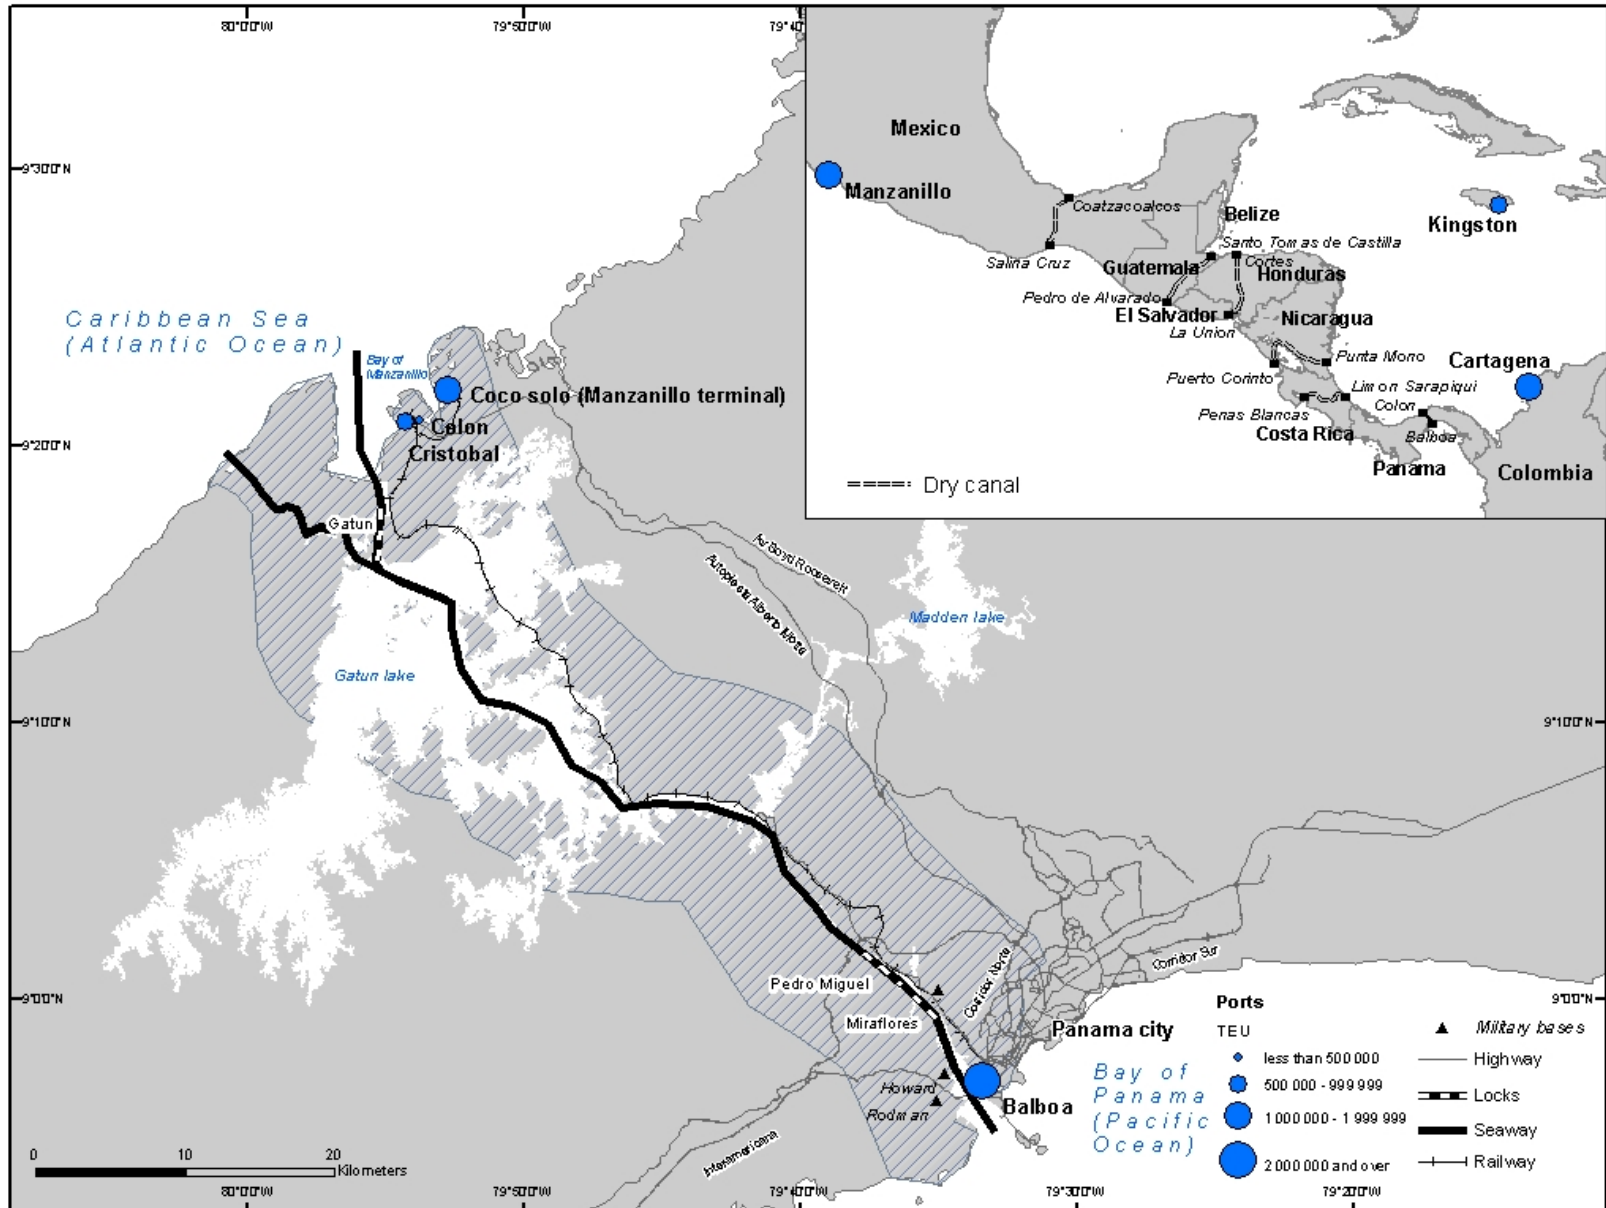 80°0'0"W
79°50'0"W
79°40'
9°30'0"N
9°20'0"N
9°10'0"N
9°00'0"N
9°10'0"N
9°00'0"N
80°0'0"W
79°50'0"W
79°40'0"W
79°30'0"W
79°20'0"W
Mexico
Manzanillo
Coatzacoalcos
Salina Cruz
Belize
Kingston
Santo Tomas de Castilla
Guatemala
Cortes
Honduras
Pedro de Alvarado
El Salvador
La Union
Nicaragua
Punta Mono
Cartagena
Puerto Corinto
Limon Sarapiqui
Penas Blancas
Colon
Costa Rica
Balboa
Panama
Colombia
Dry canal
Caribbean Sea
(Atlantic Ocean)
Bay of
Manzanillo
Coco solo (Manzanillo terminal)
Colon
Cristobal
Gatun
Av Boyd Roosevelt
Madden lake
Gatun lake
Pedro Miguel
Miraflores
Corridor Norte
Corridor Sur
Panama city
Howard
Rodman
Balboa
Bay of
Panama
(Pacific
Ocean)
Interamericana
Ports
TEU
less than 500 000
500 000 - 999 999
1 000 000 - 1 999 999
2 000 000 and over
Military bases
Highway
Locks
Seaway
Railway
0 10 20
Kilometers